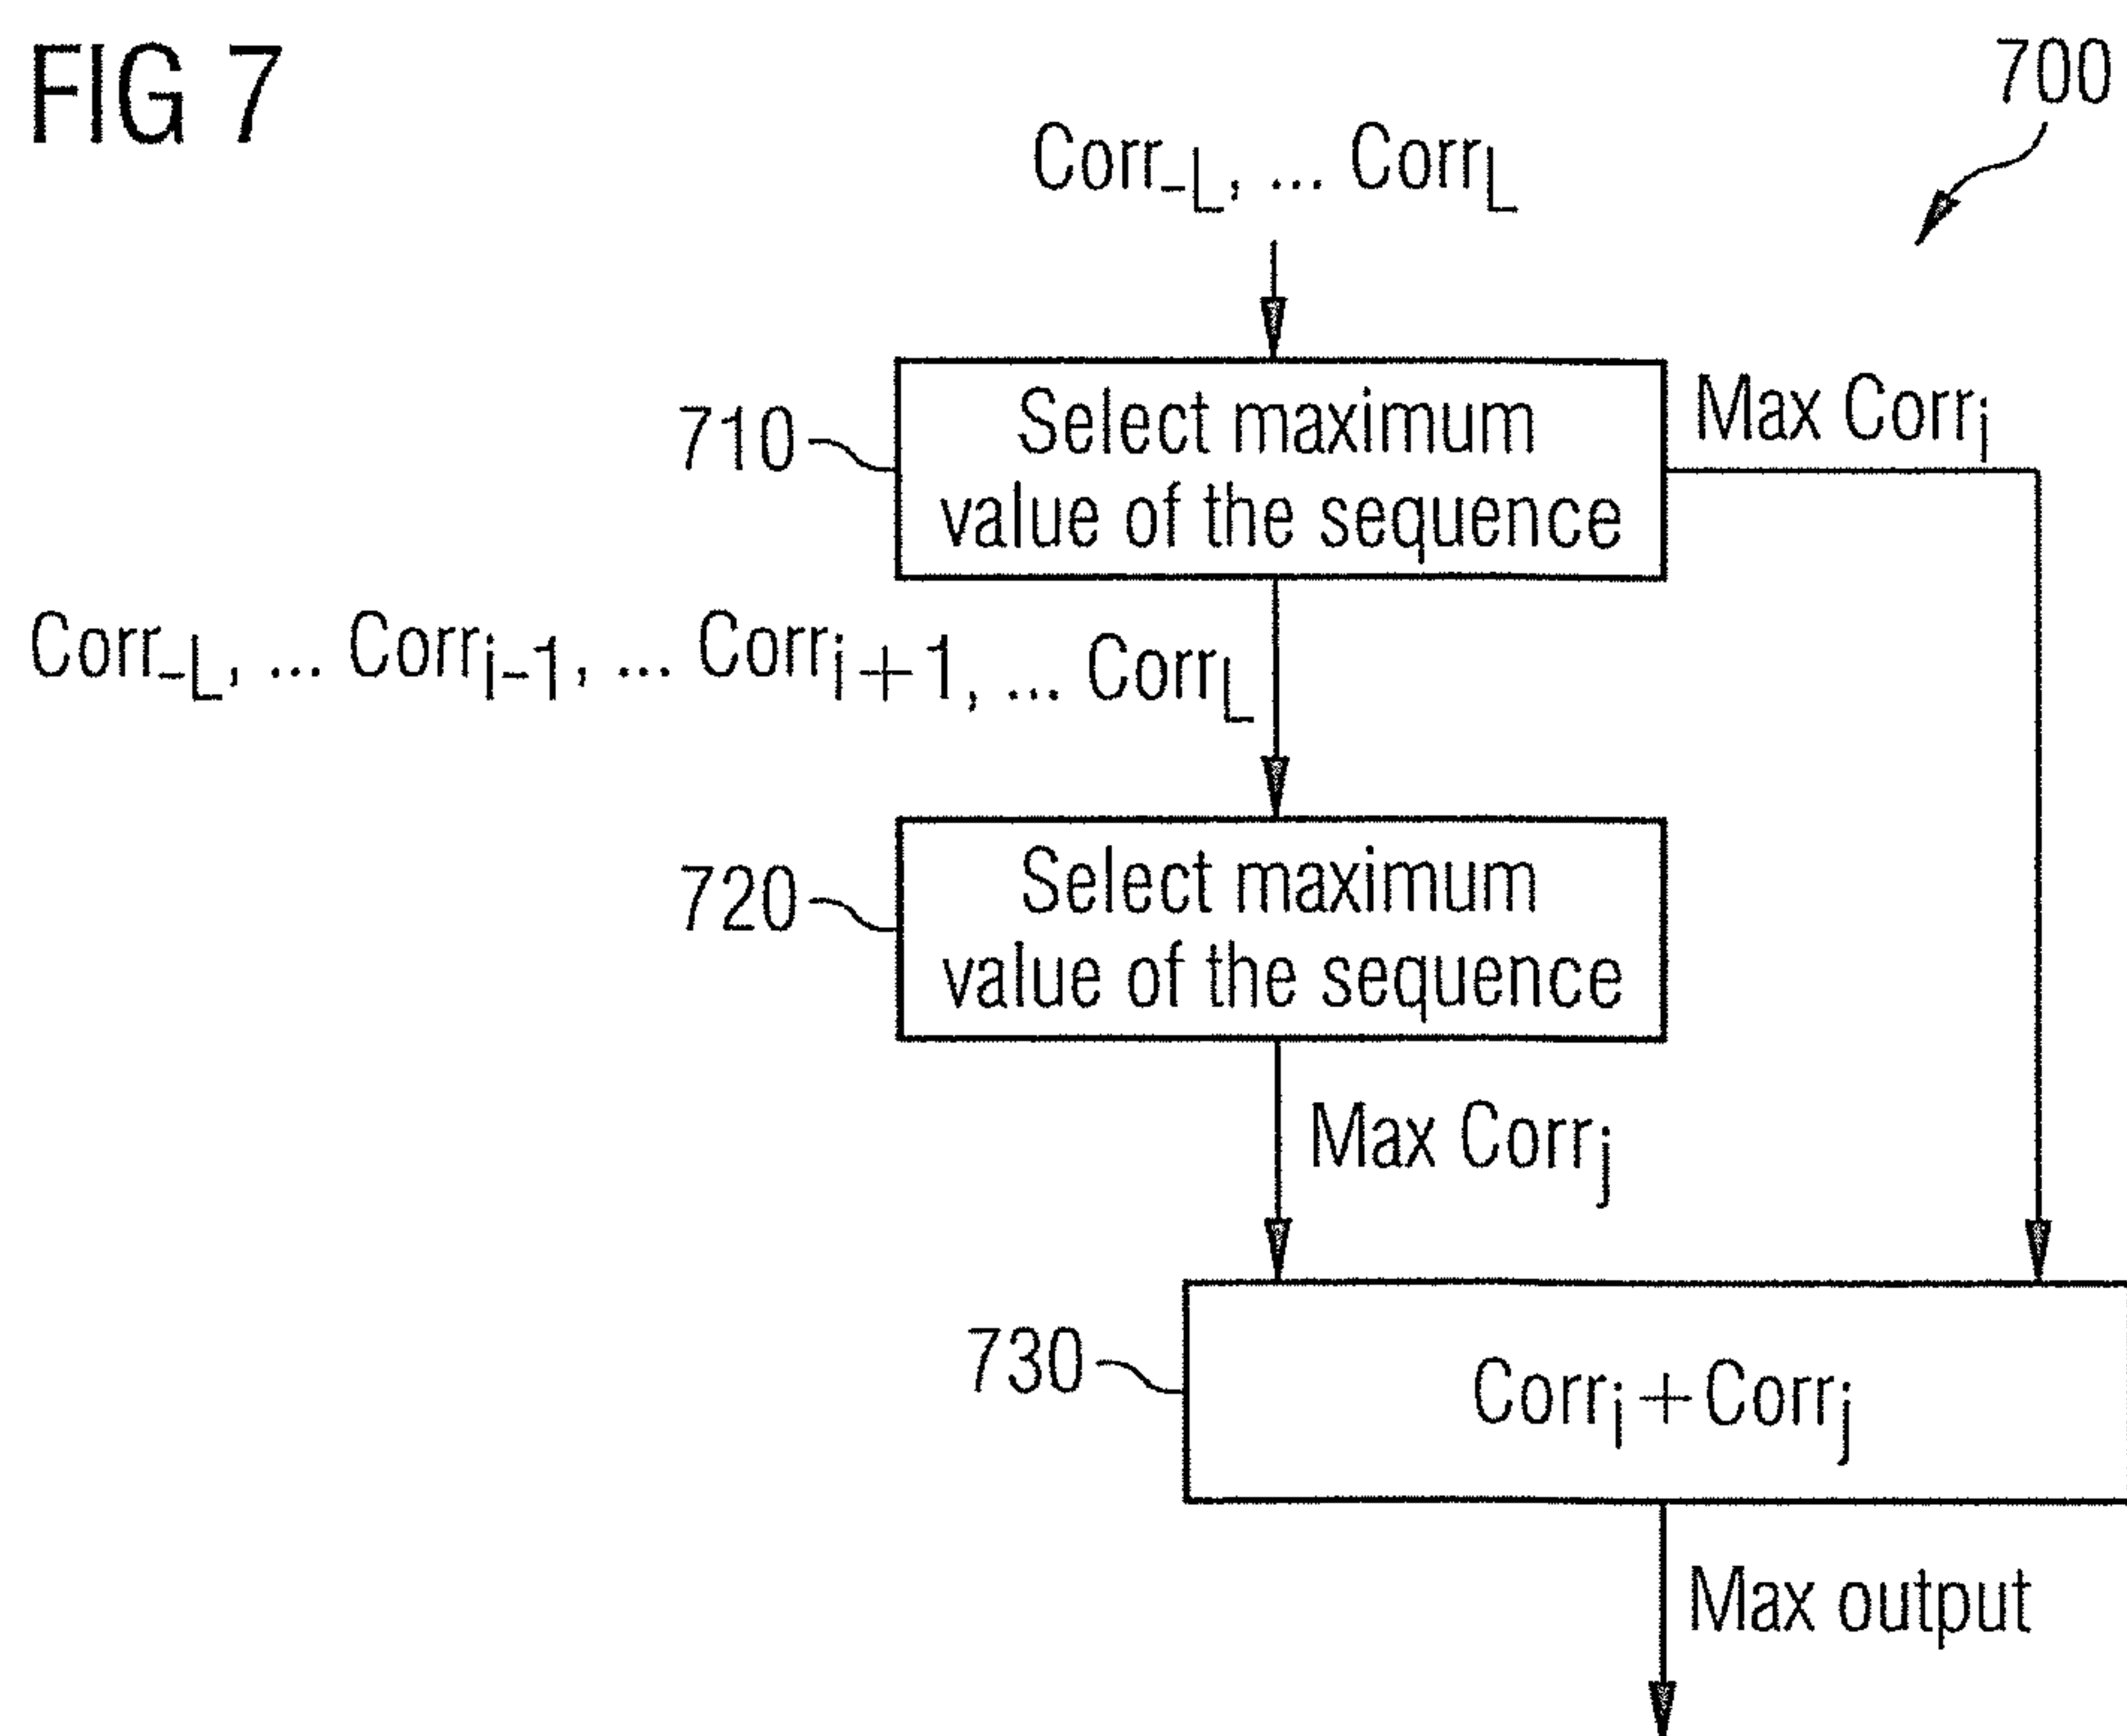 FIG 7
700
Corr-L, ... CorrL
710
Select maximum
value of the sequence
Max Corri
Corr-L, ... Corri-1, ... Corri+1, ... CorrL
720
Select maximum
value of the sequence
Max Corrj
730
Corri+Corrj
Max output